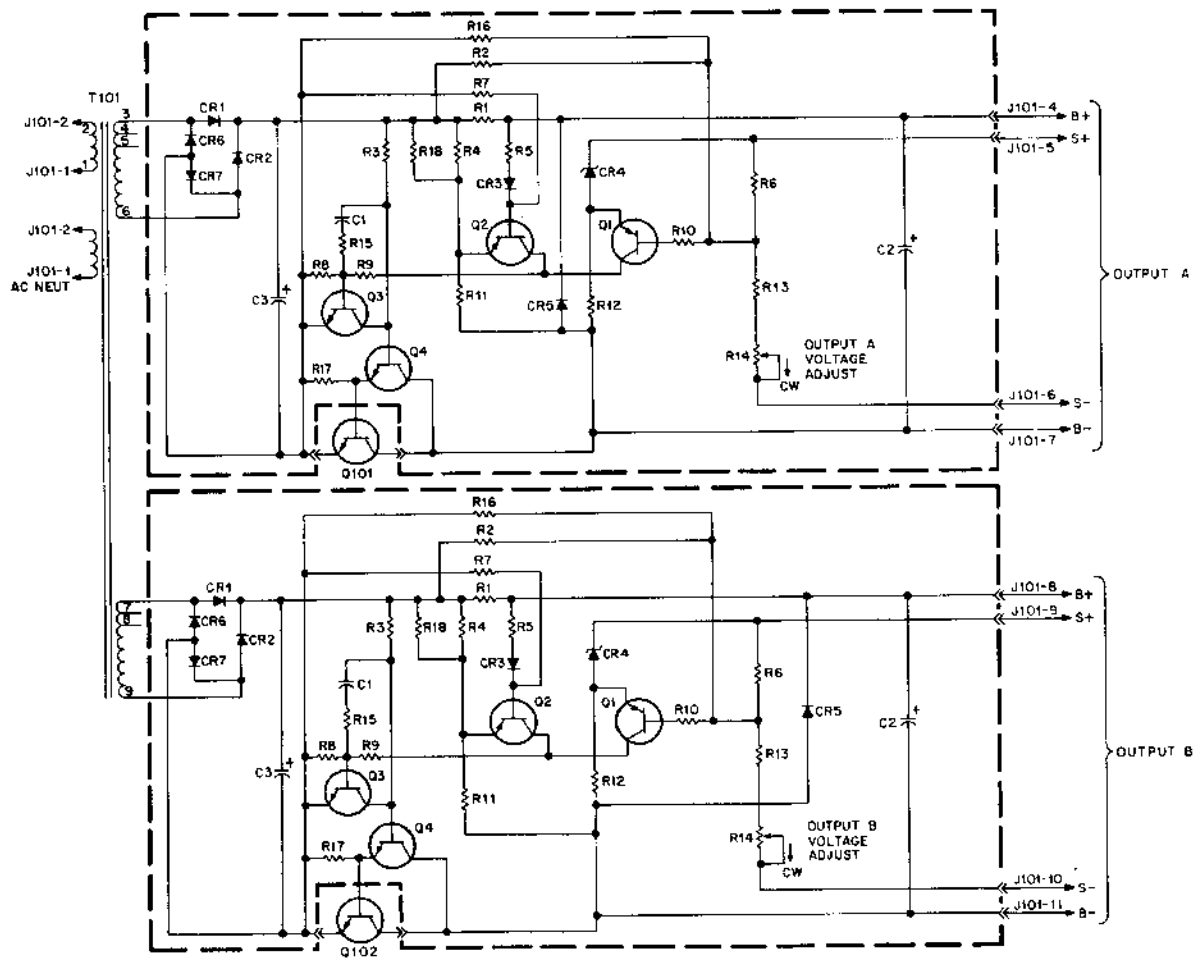 R16
R2
R7
T101
CR1
R1
J101-4
B+
J101-2
2
3
4
5
S+
J101-5
CR6
CR2
R3
R18
R4
R5
CR4
R6
1
CR7
CR3
J101-1
6
C1
Q2
Q1
R10
J101-2
R15
C2
+
OUTPUT A
R8
R9
J101-1
AC NEUT
C3
+
Q3
R11
CR5
R12
R13
Q4
R14
OUTPUT A
VOLTAGE
ADJUST
CW
R17
J101-6
S-
B-
J101-7
Q101
R16
R2
R7
CR1
R1
J101-8
B+
7
8
J101-9
S+
CR6
CR2
R3
R18
R4
R5
CR4
R6
CR7
CR3
9
C1
Q2
Q1
R10
CR5
C2
+
R15
R8
R9
R13
OUTPUT B
C3
+
Q3
R11
R12
Q4
R14
OUTPUT B
VOLTAGE
ADJUST
CW
R17
J101-10
S-
J101-11
B-
Q102